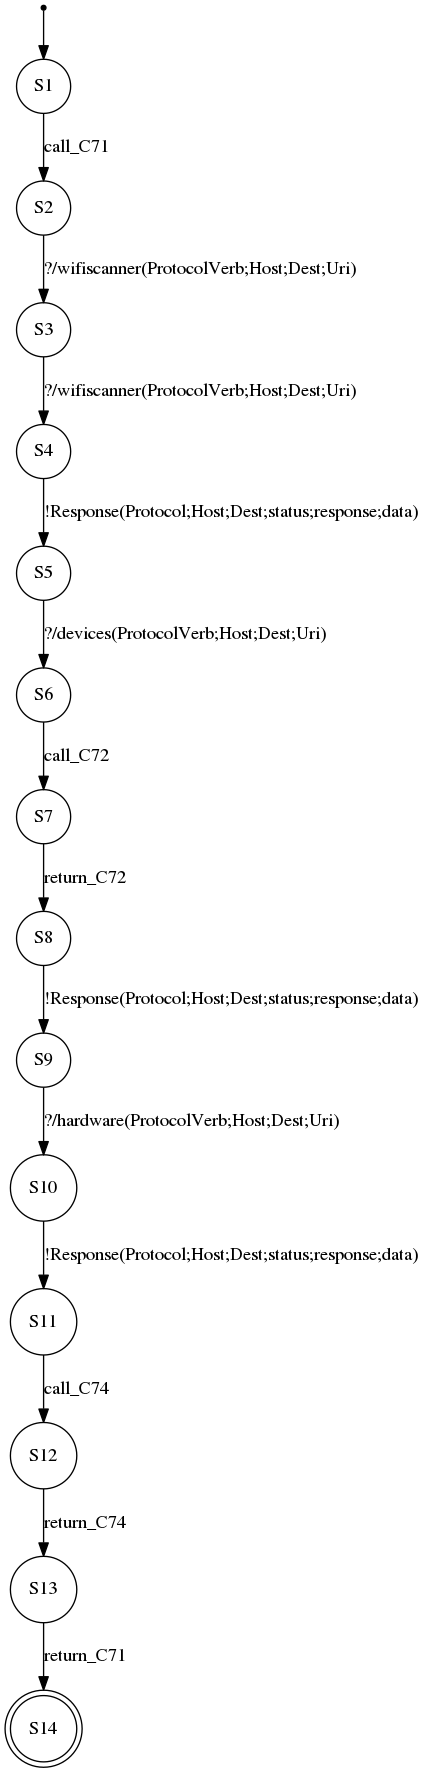 S1
call_C71
S2
?/wifiscanner(ProtocolVerb;Host;Dest;Uri)
S3
?/wifiscanner(ProtocolVerb;Host;Dest;Uri)
S4
!Response(Protocol;Host;Dest;status;response;data)
S5
?/devices(ProtocolVerb;Host;Dest;Uri)
S6
call_C72
S7
return_C72
S8
!Response(Protocol;Host;Dest;status;response;data)
S9
?/hardware(ProtocolVerb;Host;Dest;Uri)
S10
!Response(Protocol;Host;Dest;status;response;data)
S11
call_C74
S12
return_C74
S13
return_C71
S14